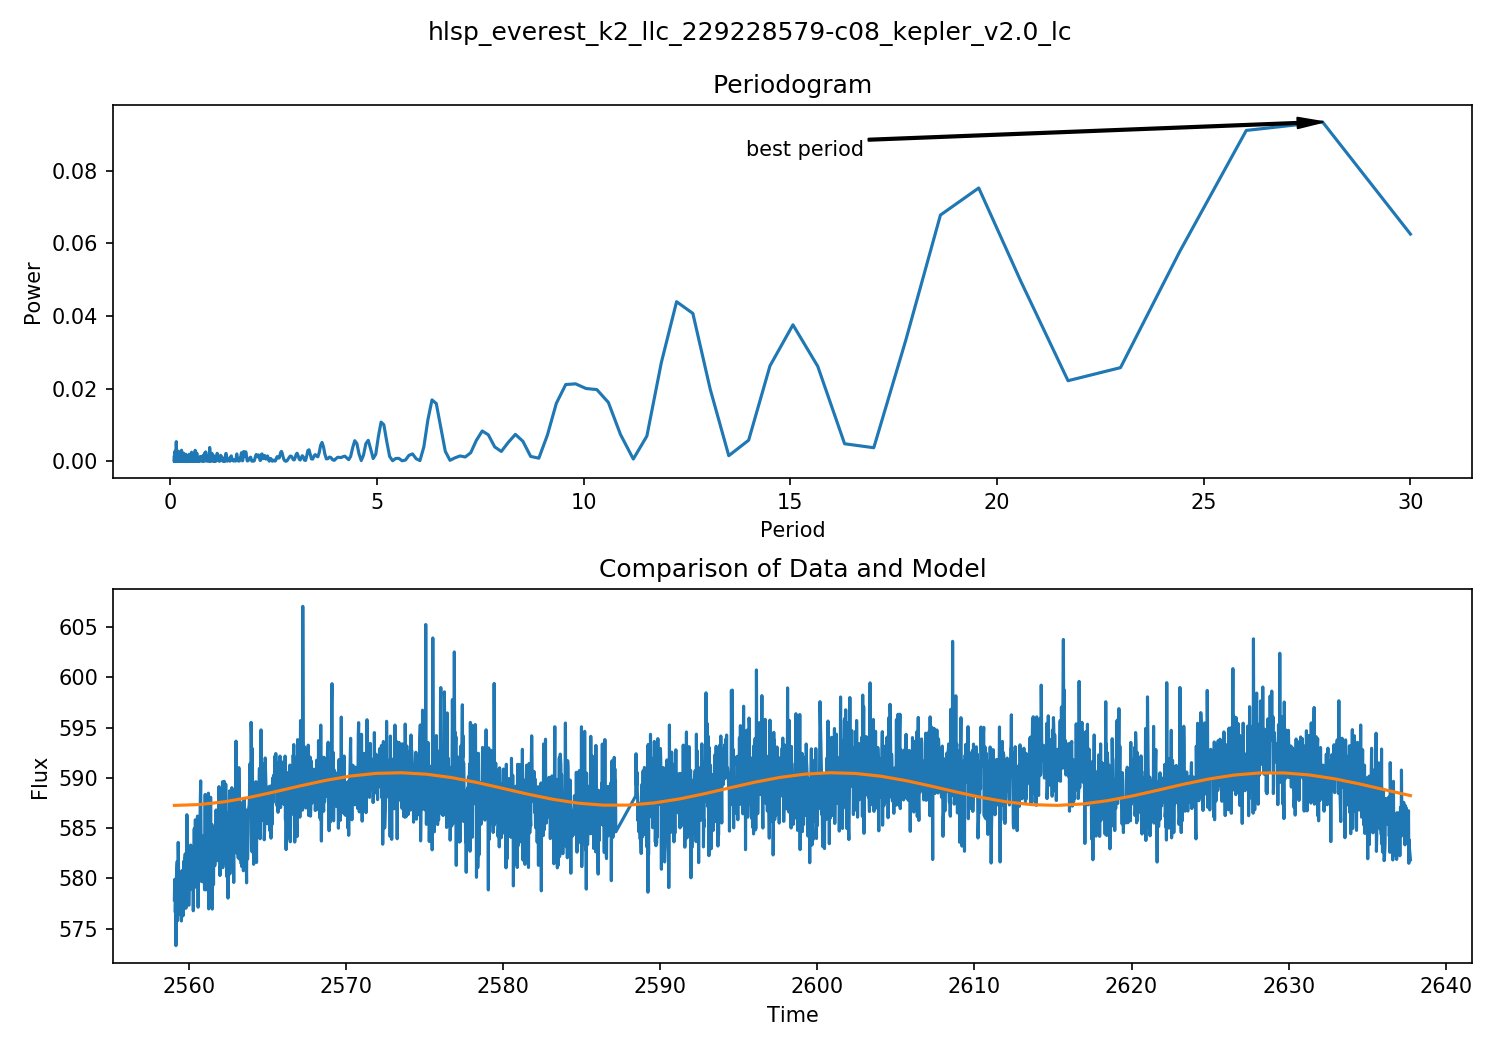 hlsp_everest_k2_llc_229228579-c08_kepler_v2.0_lc
Periodogram
best period
0.08
0.06
0.04
0.02
0.00
Power
0 5 10 15 20 25 30
Period
Comparison of Data and Model
605
600
595
590
585
580
575
Flux
2560 2570 2580 2590 2600 2610 2620 2630 2640
Time